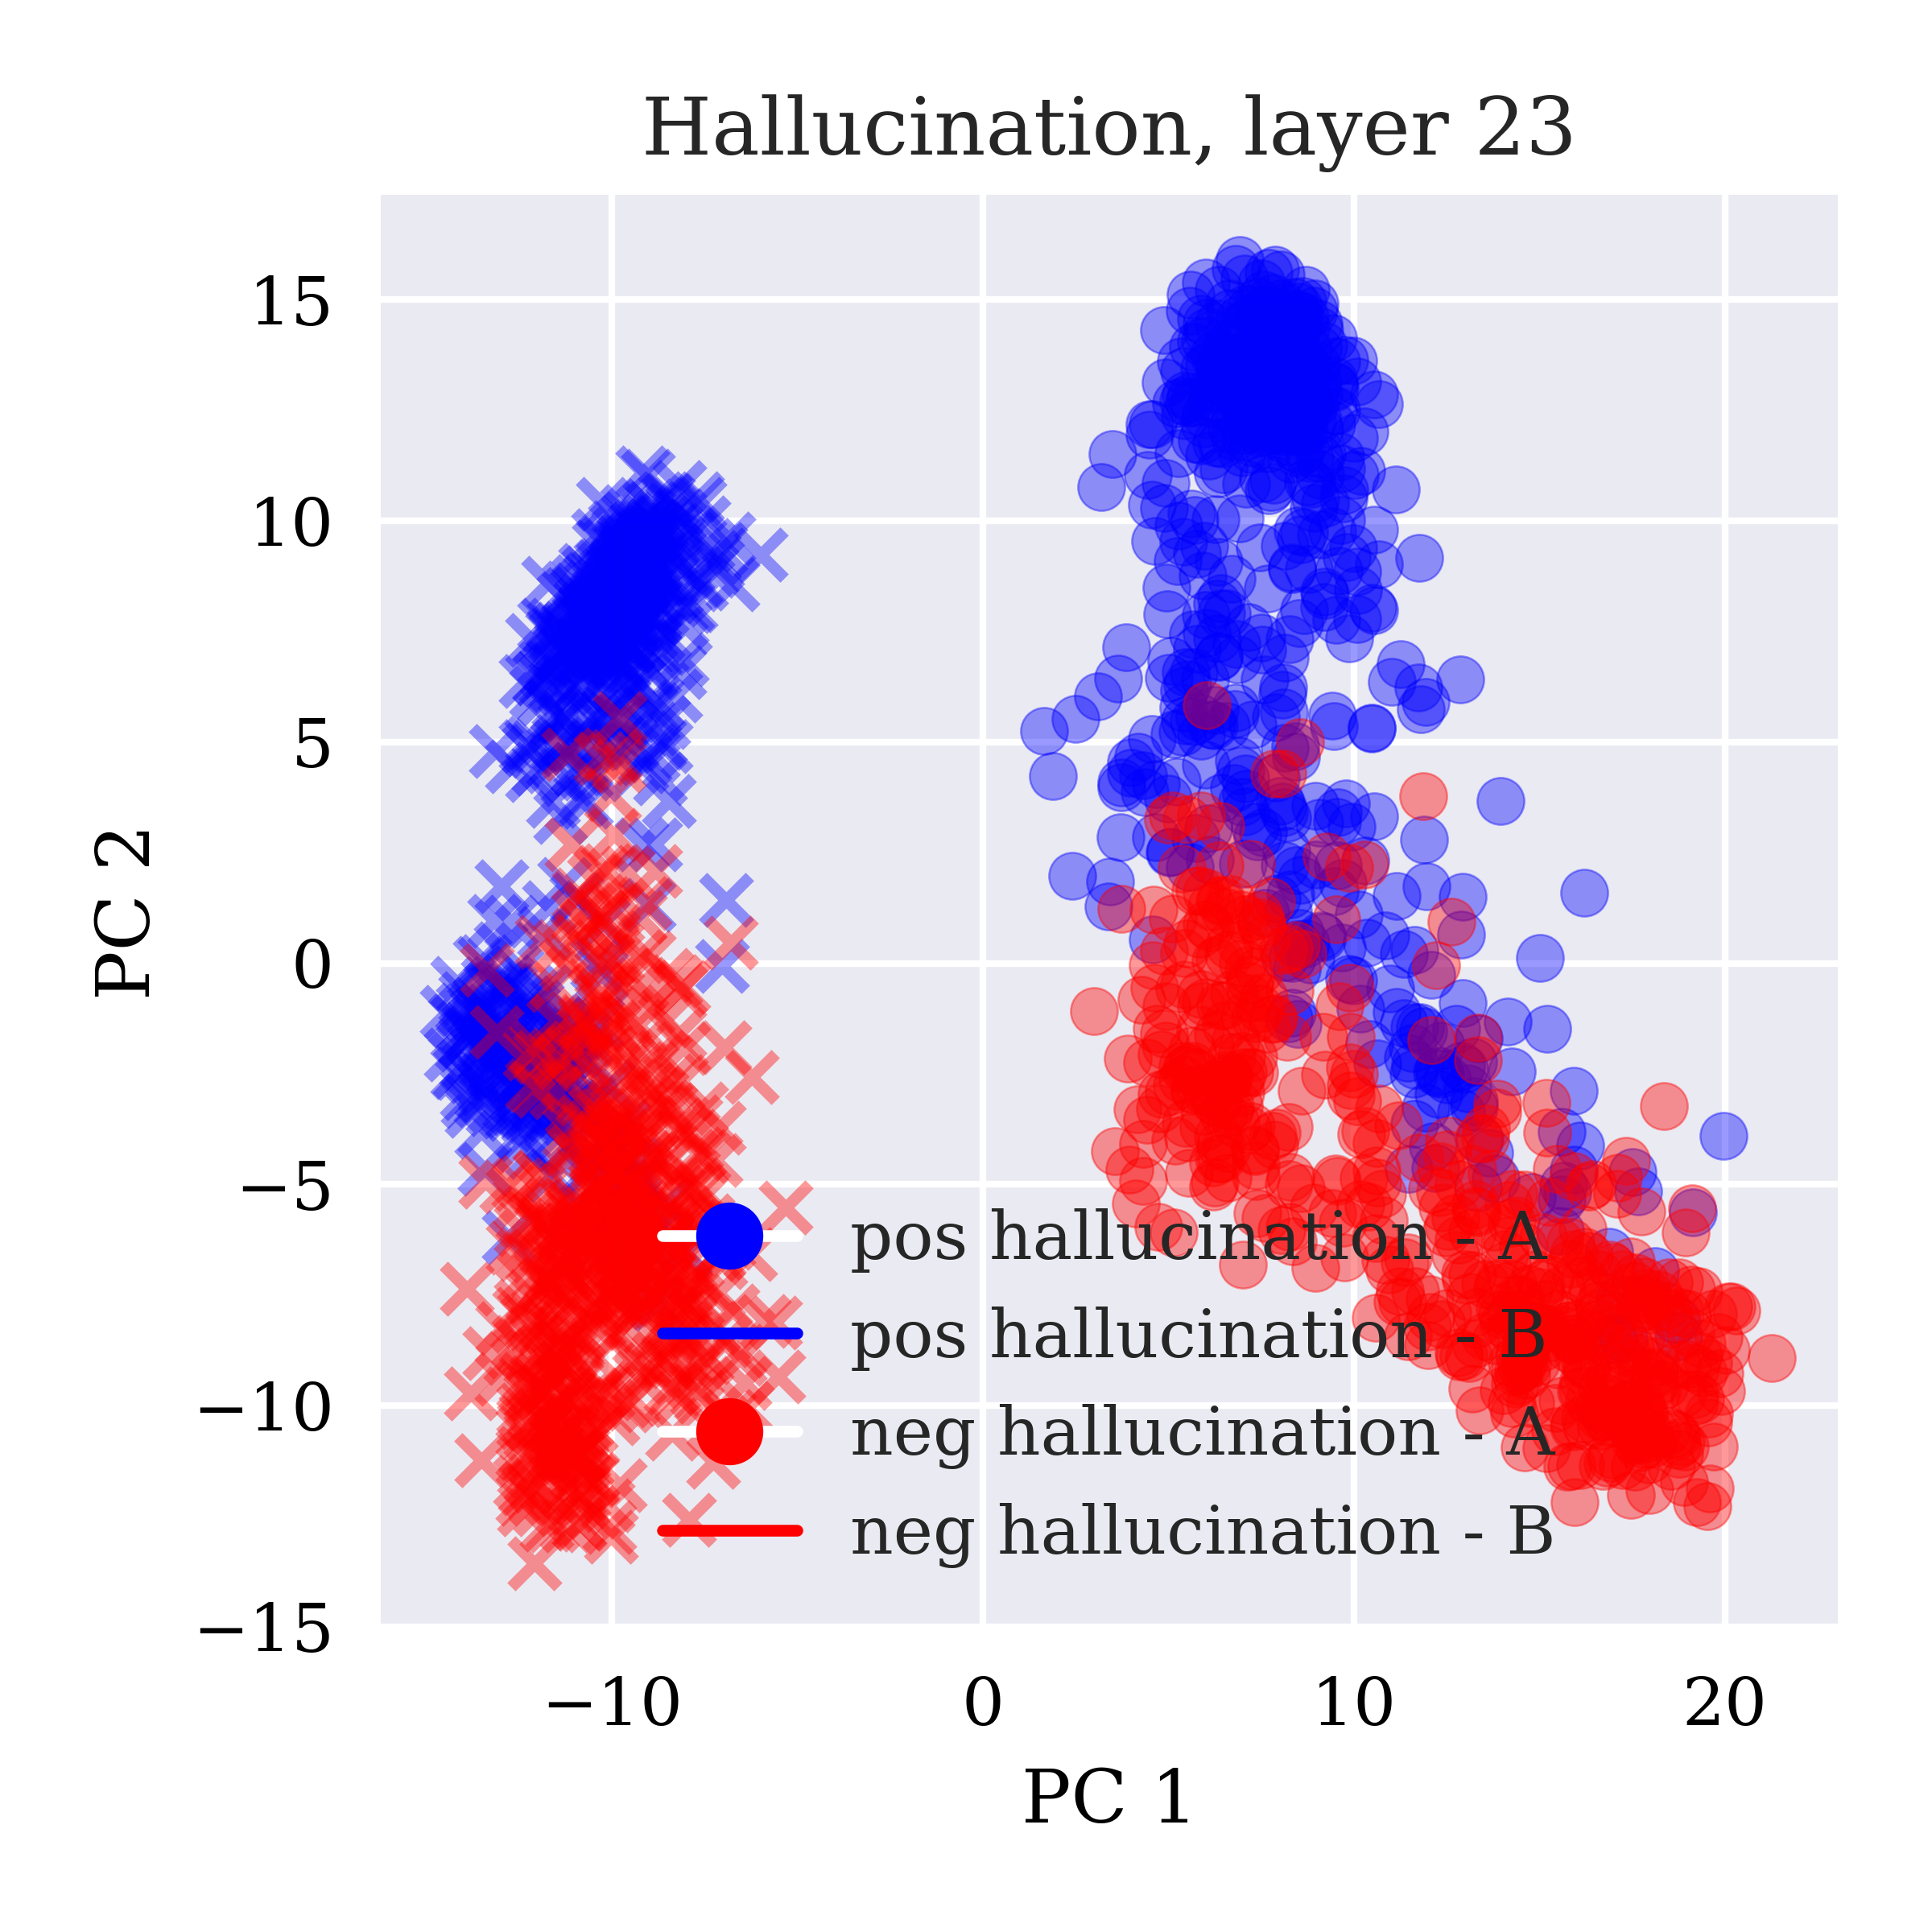 Hallucination, layer 23
PC 2
15
10
5
0
−5
−10
−15
pos hallucination - A
pos hallucination - B
neg hallucination - A
neg hallucination - B
−10 0 10 20
PC 1